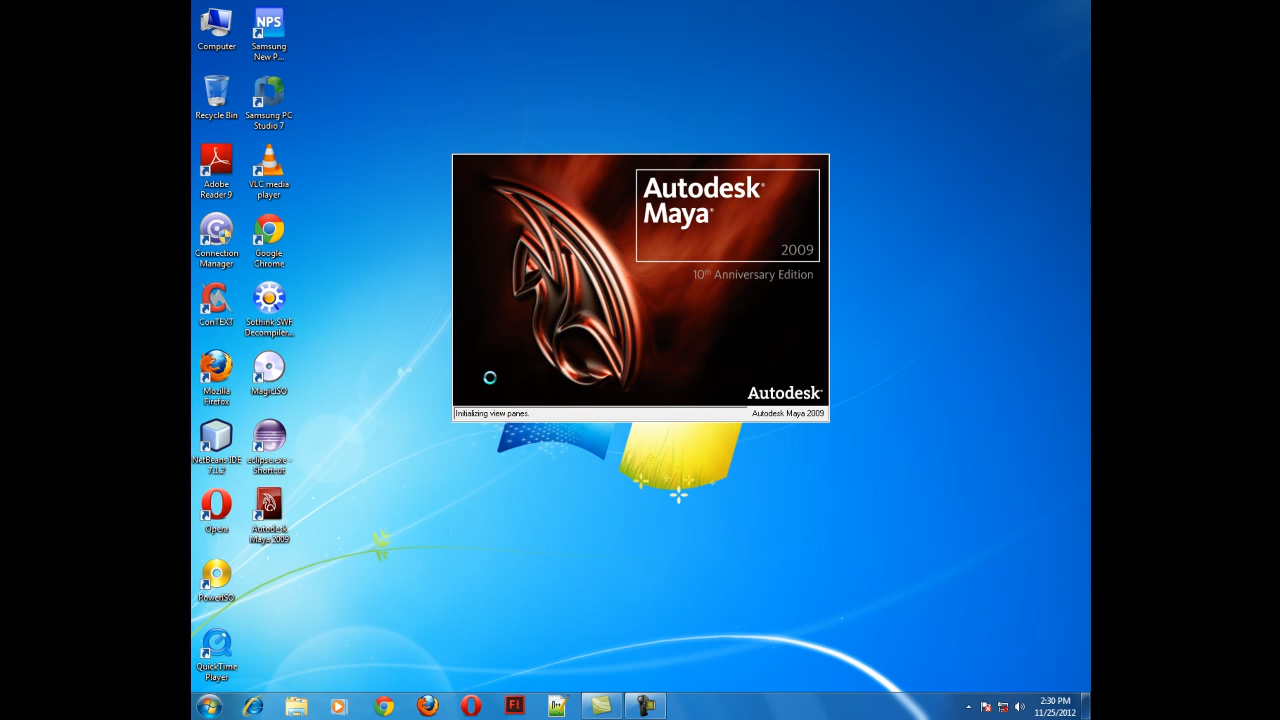 Computer
Samsung
New P...
NPS
Recycle Bin
Samsung PC
Studio 7
Adobe
Reader 9
VLC media
player
Connection
Manager
Google
Chrome
ConTEXT
Sothink SWF
Decompiler...
Mozilla
Firefox
MagicISO
NetBeans IDE
7.1.2
eclipse.exe -
Shortcut
Opera
Autodesk
Maya 2009
PowerISO
QuickTime
Player
Autodesk®
Maya®
2009
10th Anniversary Edition
Autodesk®
Initializing view panes.
Autodesk Maya 2009
Fl
n++
2:30 PM
11/25/2012